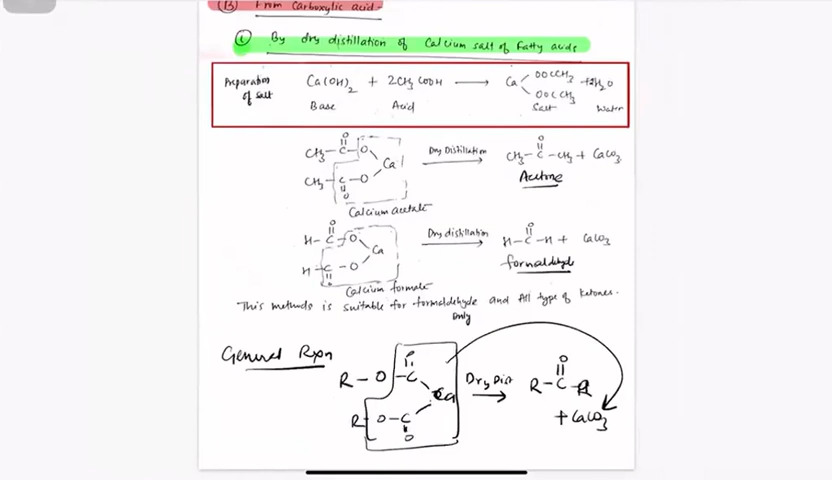 (B) From Carboxylic acid-
(i) By dry distillation of Calcium salt of Fatty acids
Preparation of salt
Ca(OH)2 + 2CH3COOH ⟶ Ca < OOCCH3 OOCCH3 + 2H2O
Base Acid Salt Water
CH3-C(=O)-O
CH3-C(=O)-O Ca
Dry Distillation ⟶ CH3-C(=O)-CH3 + CaCO3
Acetone
Calcium acetate
H-C(=O)-O
H-C(=O)-O Ca
Dry distillation ⟶ H-C(=O)-H + CaCO3
formaldehyde
Calcium formate
This methods is suitable for formaldehyde and All type of Ketones.
Only
General Rxn
R-O-C(=O)
R-O-C(=O) Ca
Dry Dist ⟶ R-C(=O)-R
+ CaCO3